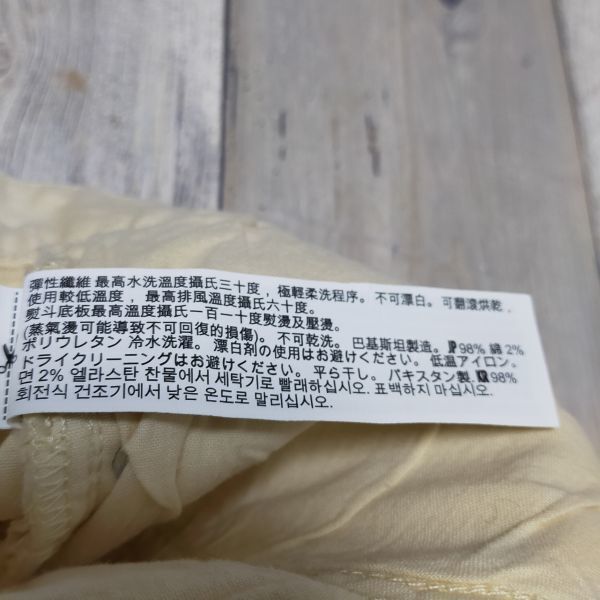 彈性纖維 最高水洗溫度攝氏三十度, 極輕柔洗程序。不可漂白。可翻滾烘乾,
使用較低溫度, 最高排風溫度攝氏六十度。
熨斗底板最高溫度攝氏一百一十度熨燙及壓燙。
(蒸氣燙可能導致不可回復的損傷)。不可乾洗。巴基斯坦製造。JP 98% 綿 2%
ポリウレタン 冷水洗濯。漂白剤の使用はお避けください。低温アイロン。
ドライクリーニングはお避けください。平ら干し。パキスタン製. KR 98%
면 2% 엘라스탄 찬물에서 세탁기로 빨래하십시오. 표백하지 마십시오.
회전식 건조기에서 낮은 온도로 말리십시오.